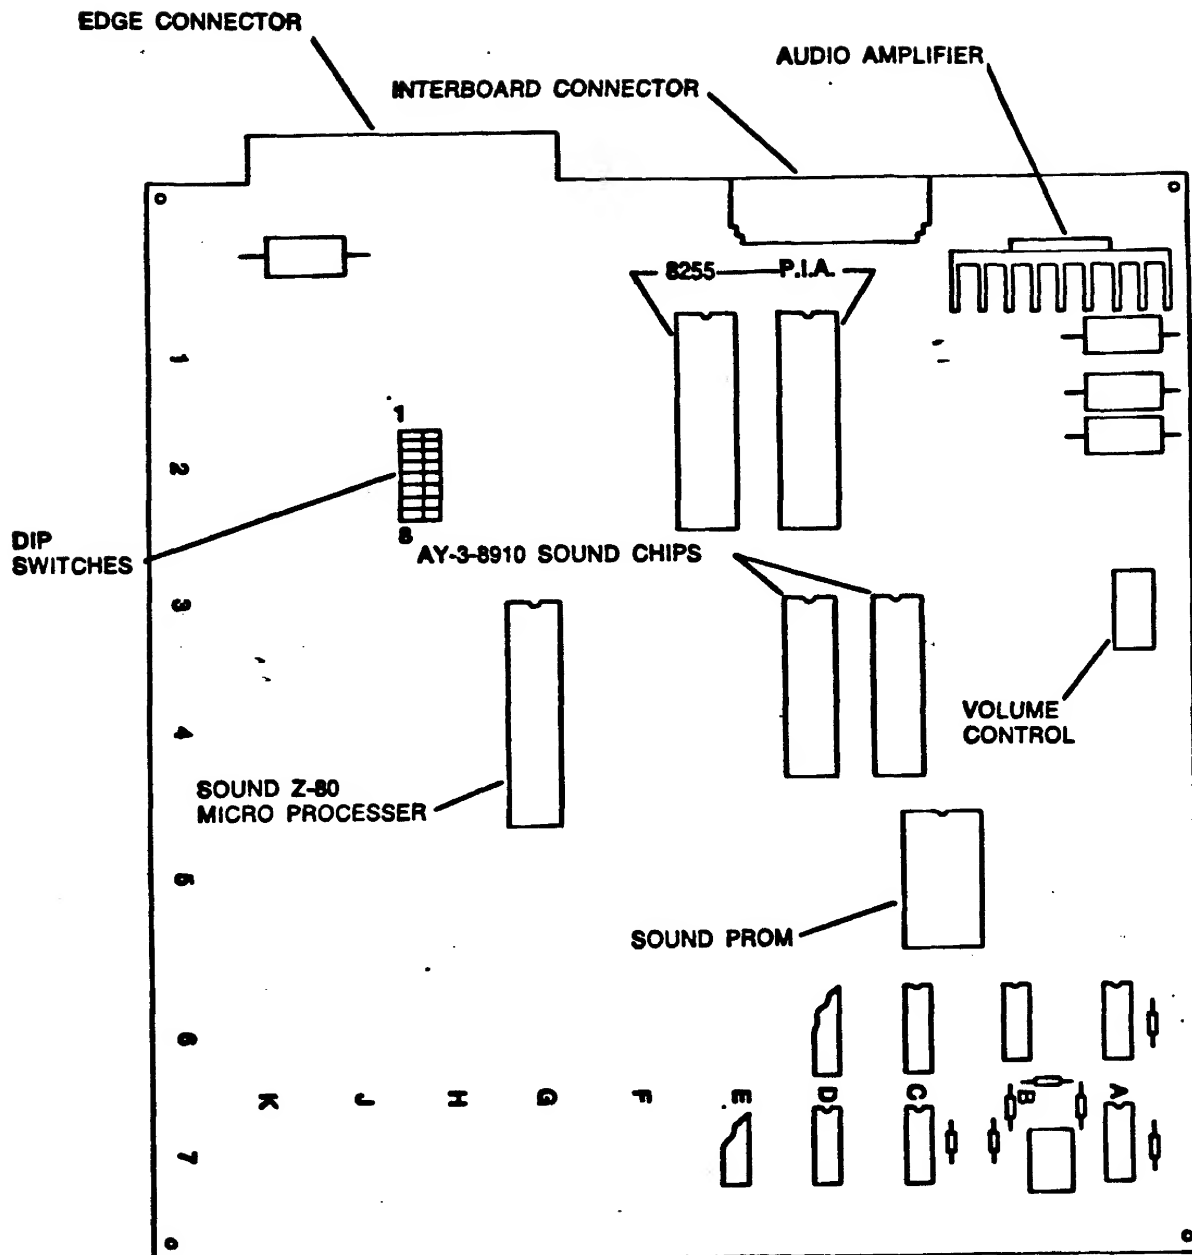 EDGE CONNECTOR
INTERBOARD CONNECTOR
AUDIO AMPLIFIER
8255
P.I.A.
1
1
2
8
DIP
SWITCHES
AY-3-8910 SOUND CHIPS
3
4
VOLUME
CONTROL
SOUND Z-80
MICRO PROCESSER
5
SOUND PROM
6
K J H G F E D C B A
7